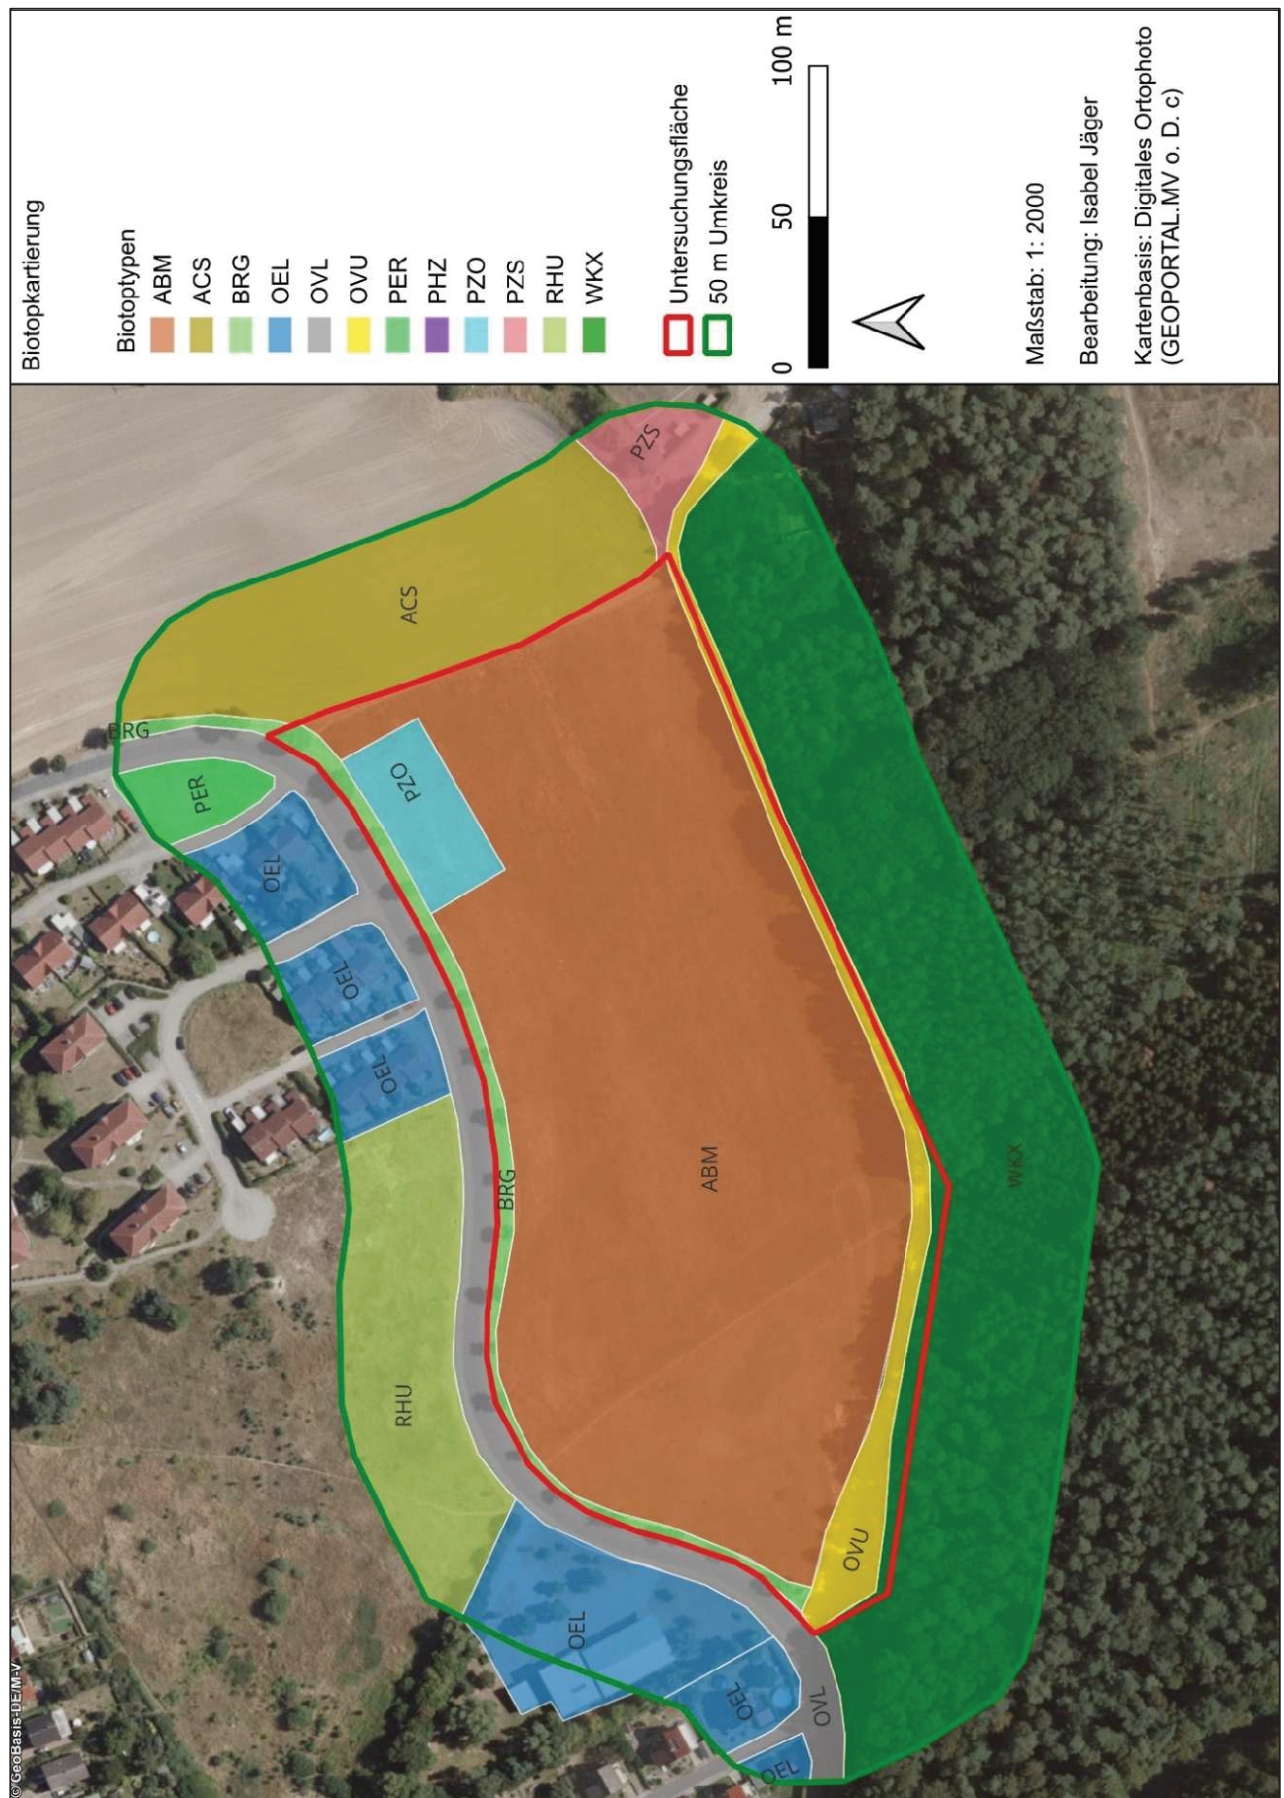 Biotopkartierung
Biotoptypen
ABM
ACS
BRG
OEL
OVL
OVU
PER
PHZ
PZO
PZS
RHU
WKX
Untersuchungsfläche
50 m Umkreis
0
50
100 m
Maßstab: 1: 2000
Bearbeitung: Isabel Jäger
Kartenbasis: Digitales Ortophoto
(GEOPORTAL.MV o. D. c)
© GeoBasis-DE/M-V
OEL
OEL
OEL
OVL
RHU
OVU
BRG
ABM
WKX
OEL
OEL
OEL
PER
BRG
PZO
ACS
PZS